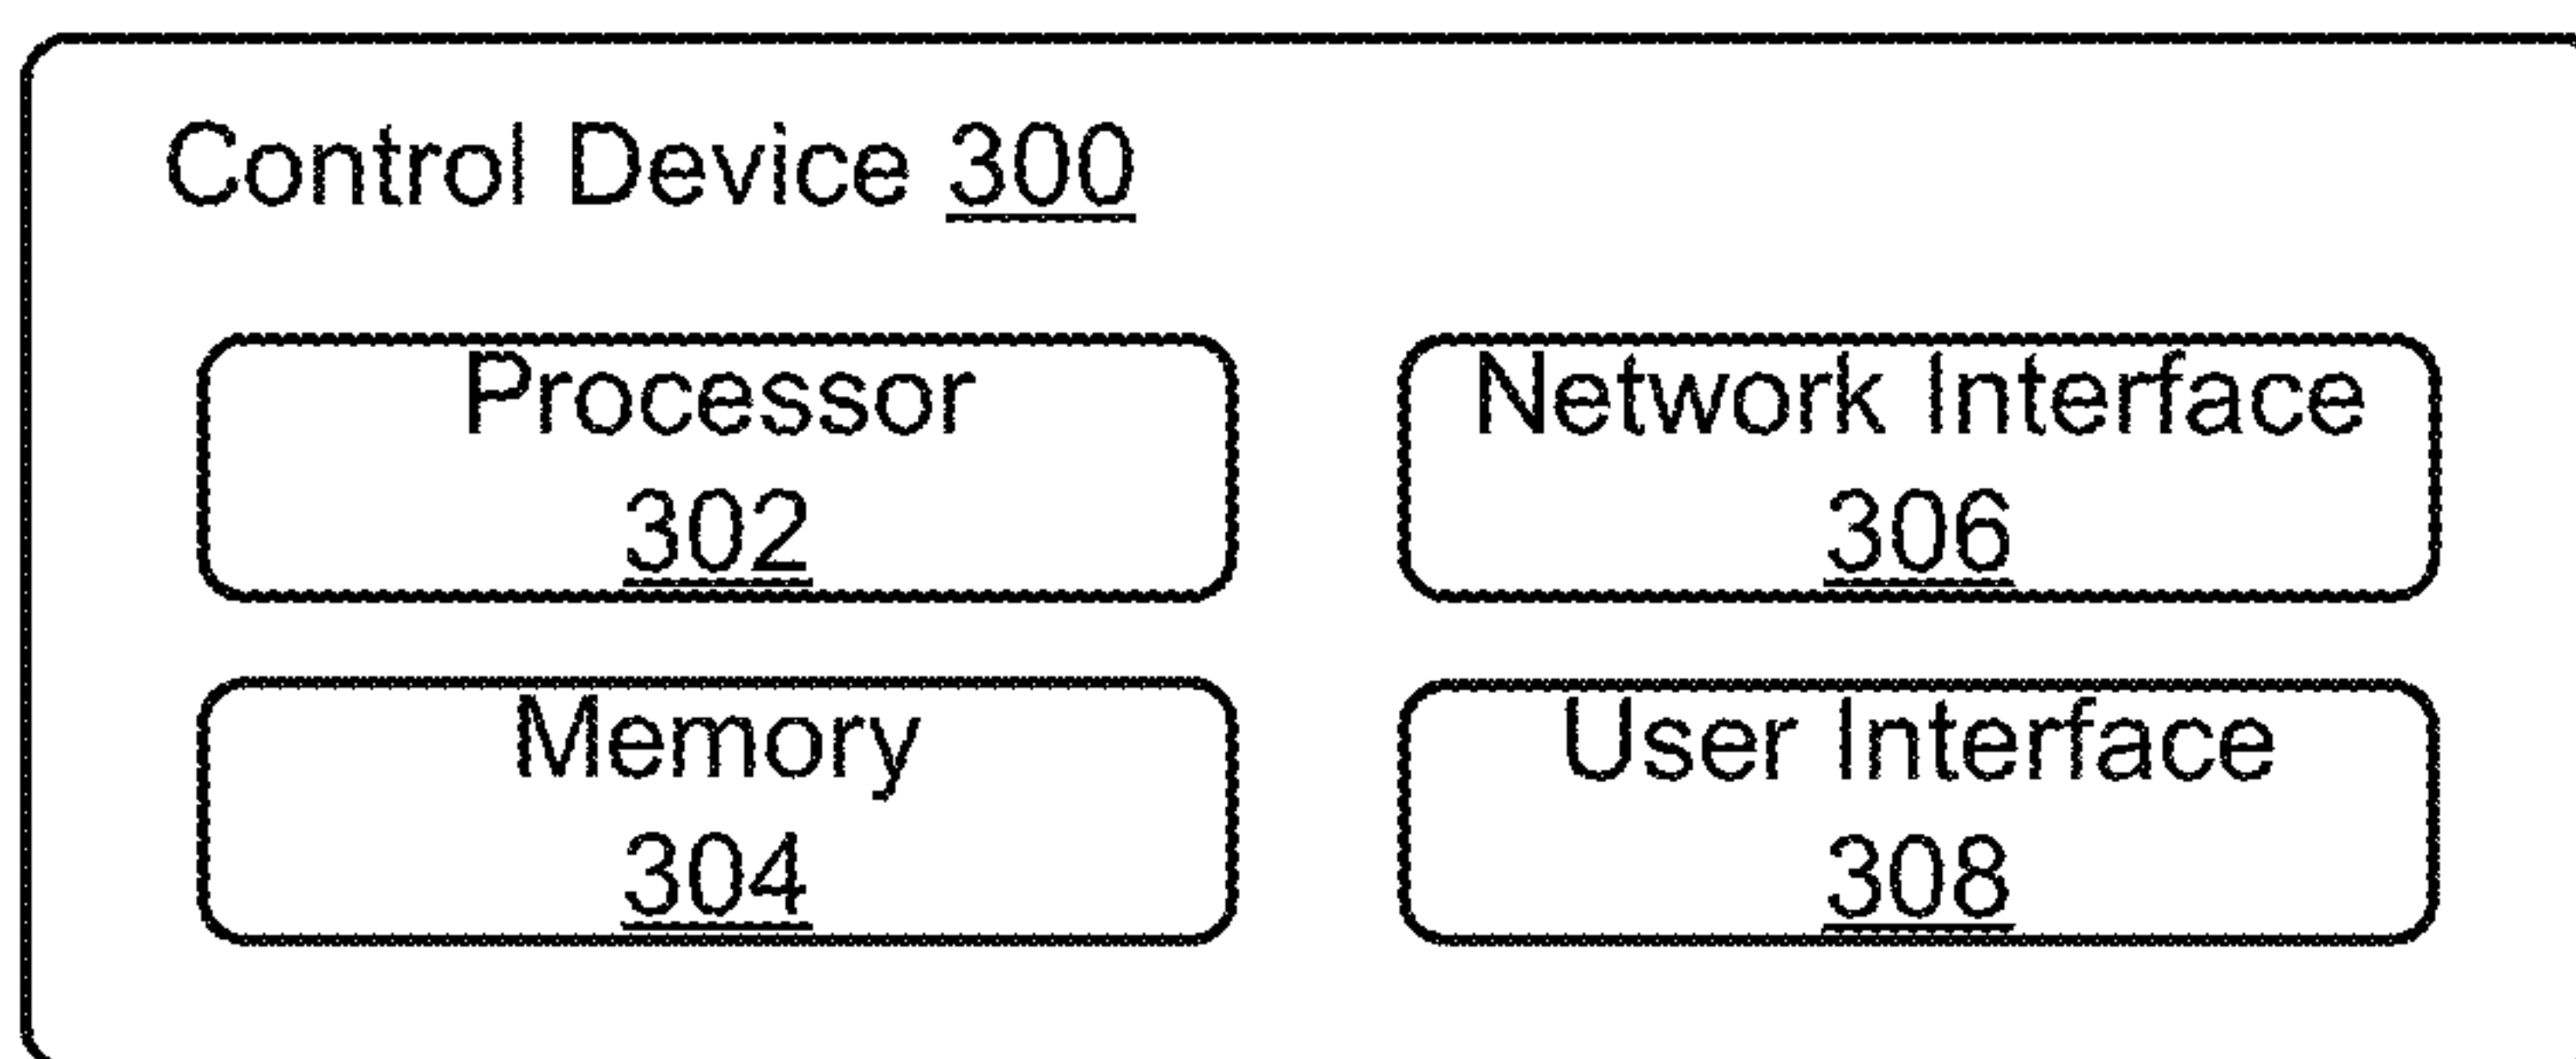 Control Device 300
Processor
302
Network Interface
306
Memory
304
User Interface
308